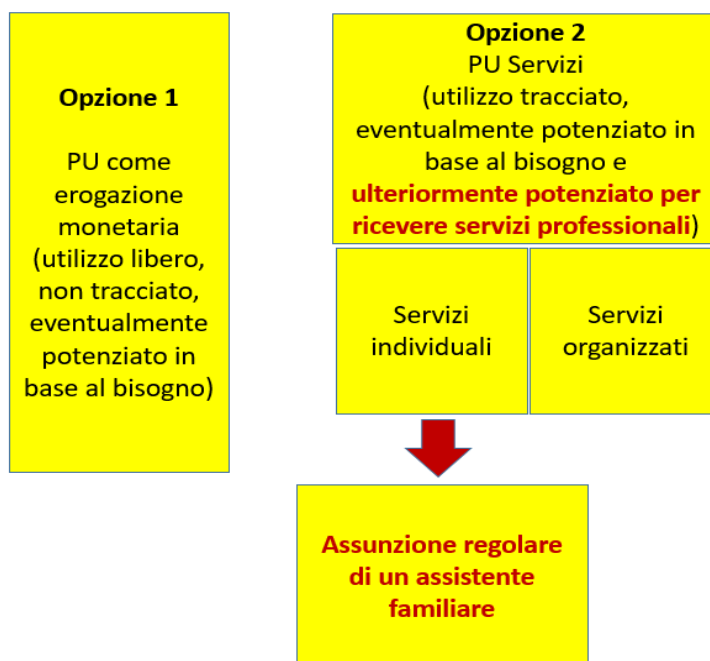 Opzione 1
PU come
erogazione
monetaria
(utilizzo libero,
non tracciato,
eventualmente
potenziato in
base al bisogno)
Opzione 2
PU Servizi
(utilizzo tracciato,
eventualmente potenziato in
base al bisogno e
ulteriormente potenziato per
ricevere servizi professionali)
Servizi
individuali
Servizi
organizzati
Assunzione regolare
di un assistente
familiare